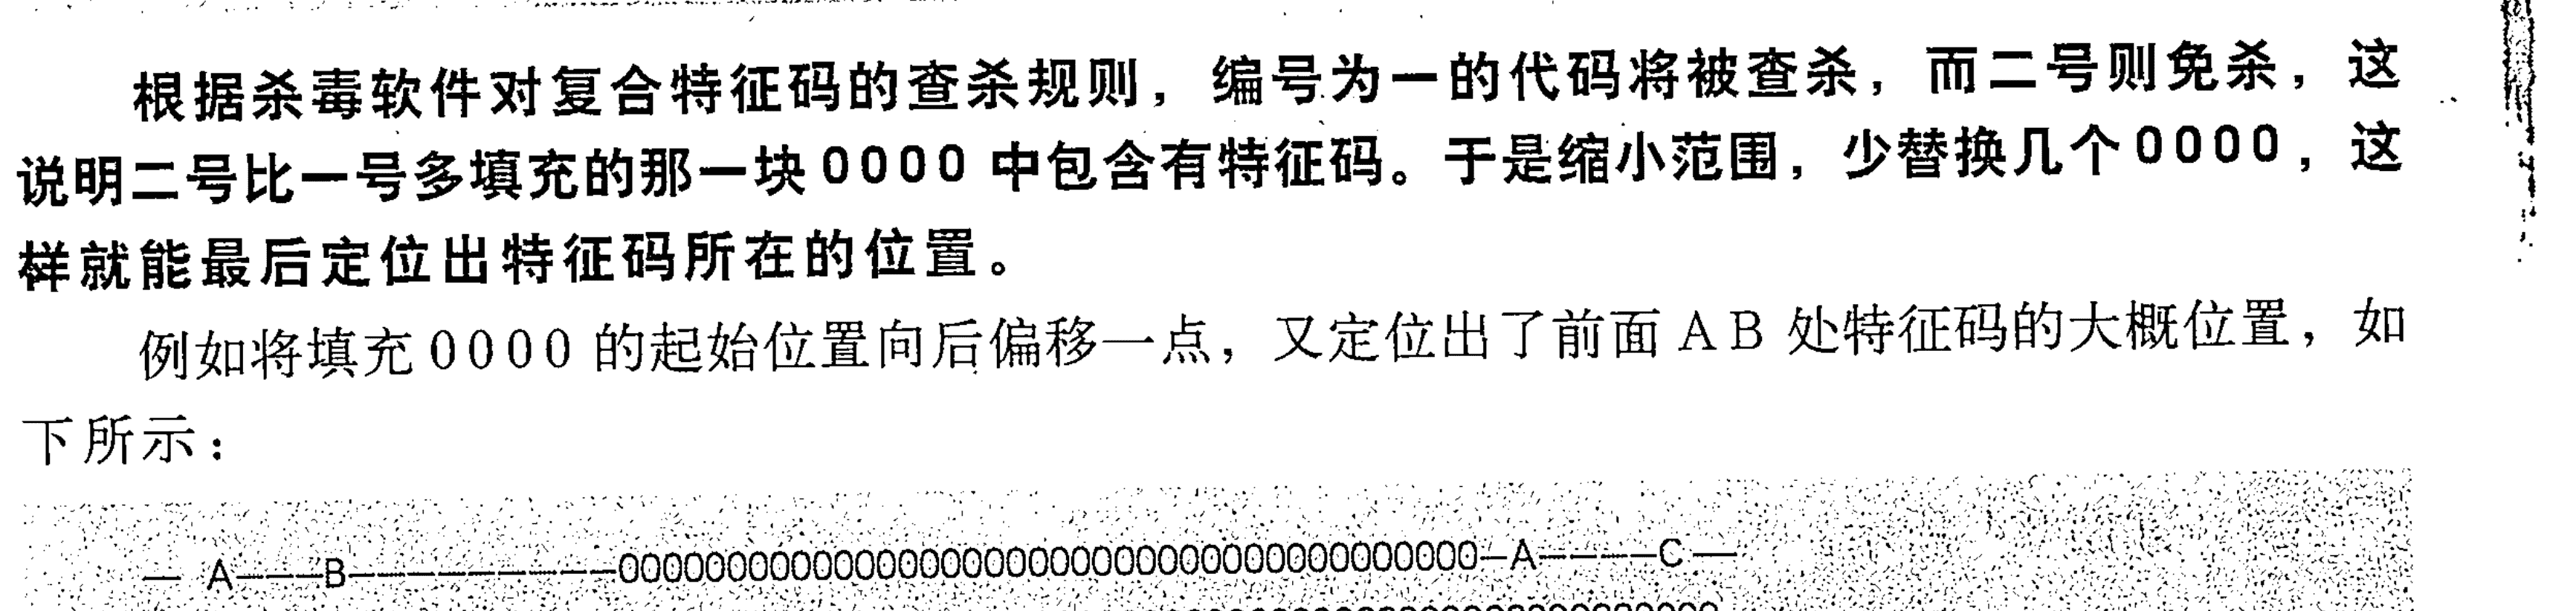 根据杀毒软件对复合特征码的查杀规则，编号为一的代码将被查杀，而二号则免杀，这
说明二号比一号多填充的那一块0000中包含有特征码。于是缩小范围，少替换几个0000，这
样就能最后定位出特征码所在的位置。
例如将填充0000的起始位置向后偏移一点，又定位出了前面AB处特征码的大概位置，如
下所示：
— A———B—————————0000000000000000000000000000000000000000—A————C—